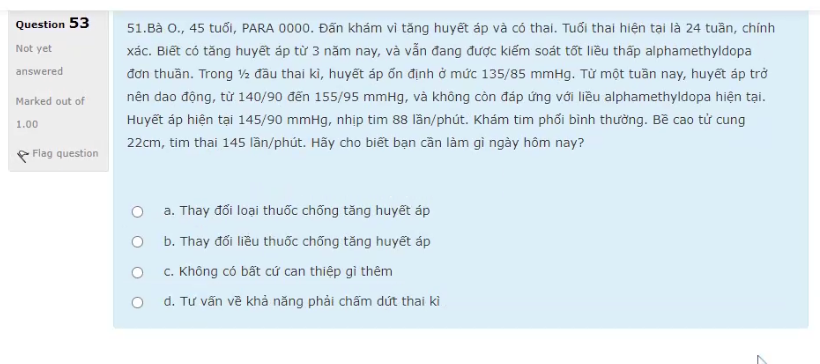 Question 53
Not yet
answered
Marked out of
1.00
Flag question
51.Bà O., 45 tuổi, PARA 0000. Đến khám vì tăng huyết áp và có thai. Tuổi thai hiện tại là 24 tuần, chính
xác. Biết có tăng huyết áp từ 3 năm nay, và vẫn đang được kiểm soát tốt liều thấp alphamethyldopa
đơn thuần. Trong ½ đầu thai kì, huyết áp ổn định ở mức 135/85 mmHg. Từ một tuần nay, huyết áp trở
nên dao động, từ 140/90 đến 155/95 mmHg, và không còn đáp ứng với liều alphamethyldopa hiện tại.
Huyết áp hiện tại 145/90 mmHg, nhịp tim 88 lần/phút. Khám tim phổi bình thường. Bề cao tử cung
22cm, tim thai 145 lần/phút. Hãy cho biết bạn cần làm gì ngày hôm nay?
a. Thay đổi loại thuốc chống tăng huyết áp
b. Thay đổi liều thuốc chống tăng huyết áp
c. Không có bất cứ can thiệp gì thêm
d. Tư vấn về khả năng phải chấm dứt thai kì